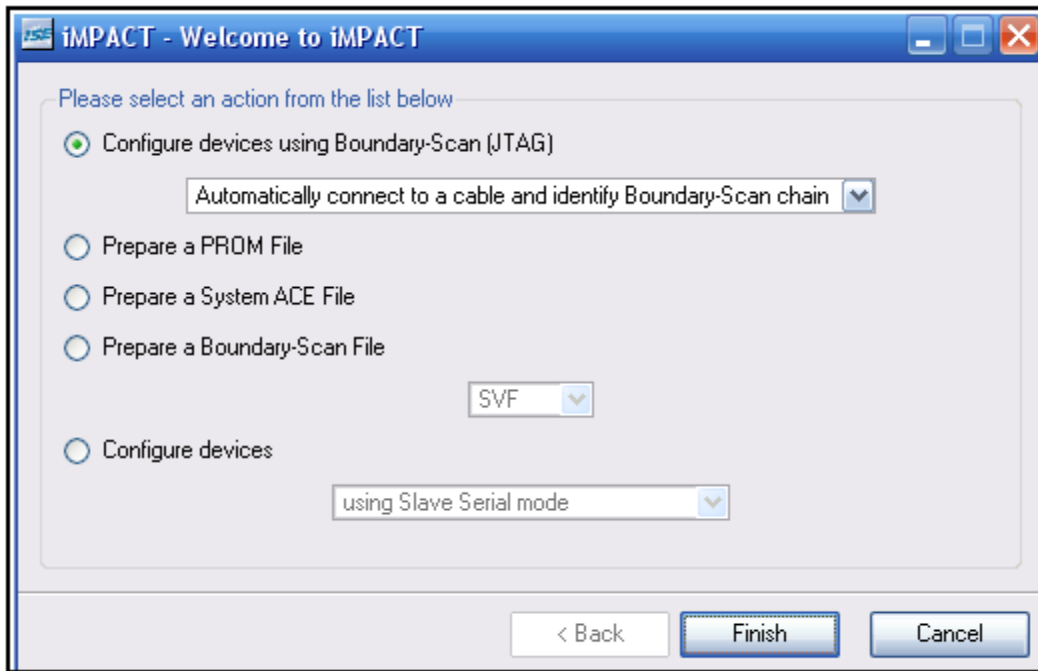 ISE iMPACT - Welcome to iMPACT
Please select an action from the list below
Configure devices using Boundary-Scan (JTAG)
Automatically connect to a cable and identify Boundary-Scan chain
Prepare a PROM File
Prepare a System ACE File
Prepare a Boundary-Scan File
SVF
Configure devices
using Slave Serial mode
< Back Finish Cancel